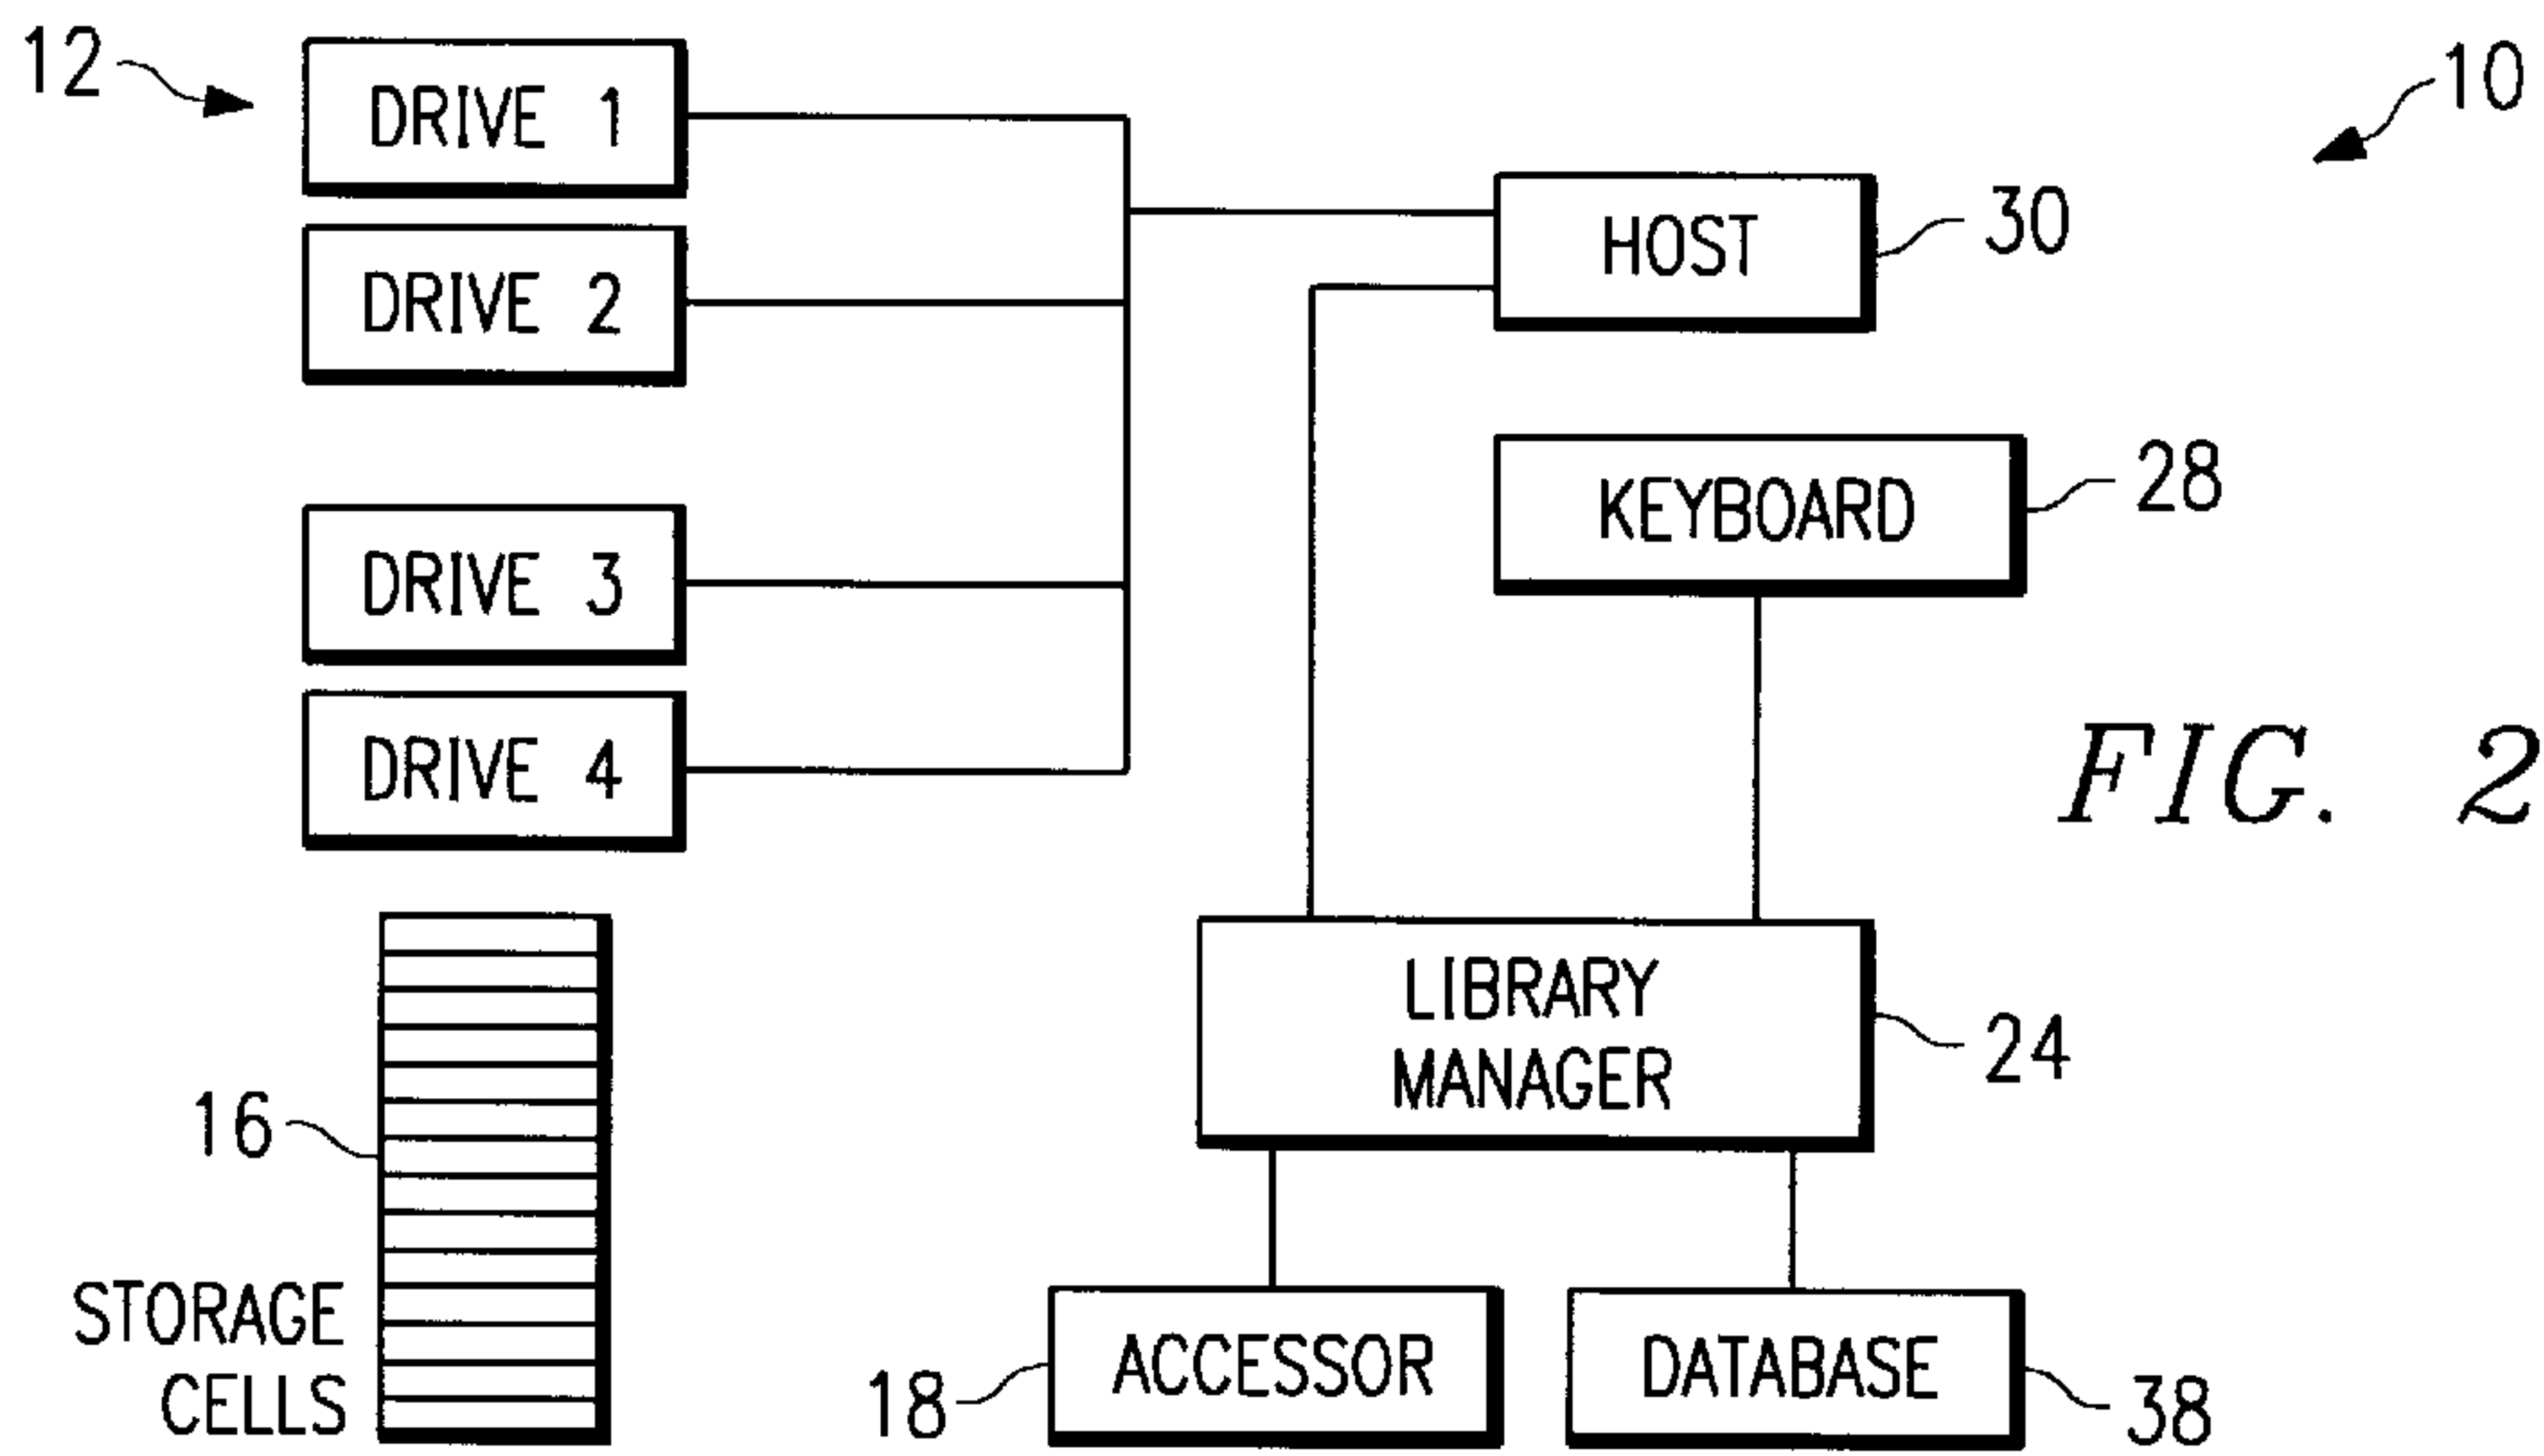 12
DRIVE 1
10
HOST
30
DRIVE 2
KEYBOARD
28
DRIVE 3
DRIVE 4
FIG. 2
LIBRARY
MANAGER
24
16
STORAGE
CELLS
18
ACCESSOR
DATABASE
38